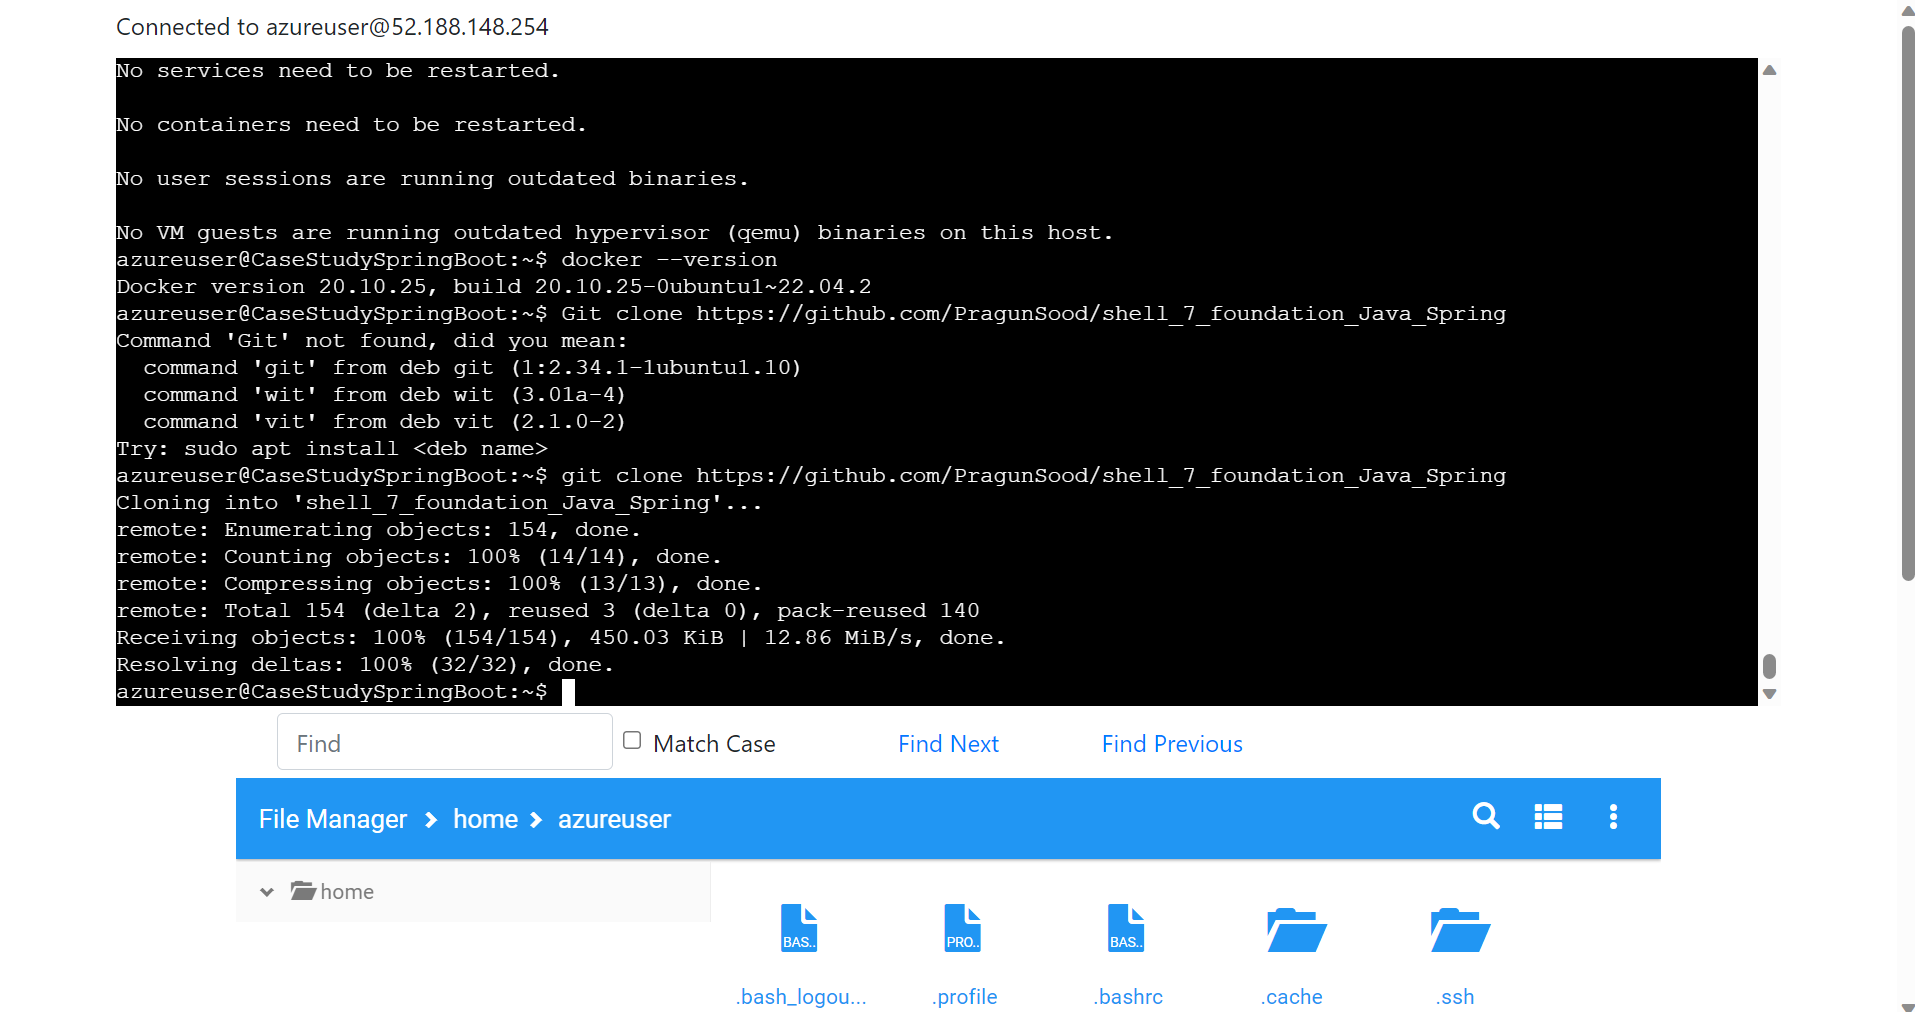 Connected to azureuser@52.188.148.254
No services need to be restarted.
No containers need to be restarted.
No user sessions are running outdated binaries.
No VM guests are running outdated hypervisor (qemu) binaries on this host.
azureuser@CaseStudySpringBoot:~$ docker --version
Docker version 20.10.25, build 20.10.25-0ubuntu1~22.04.2
azureuser@CaseStudySpringBoot:~$ Git clone https://github.com/PragunSood/shell_7_foundation_Java_Spring
Command 'Git' not found, did you mean:
  command 'git' from deb git (1:2.34.1-1ubuntu1.10)
  command 'wit' from deb wit (3.01a-4)
  command 'vit' from deb vit (2.1.0-2)
Try: sudo apt install <deb name>
azureuser@CaseStudySpringBoot:~$ git clone https://github.com/PragunSood/shell_7_foundation_Java_Spring
Cloning into 'shell_7_foundation_Java_Spring'...
remote: Enumerating objects: 154, done.
remote: Counting objects: 100% (14/14), done.
remote: Compressing objects: 100% (13/13), done.
remote: Total 154 (delta 2), reused 3 (delta 0), pack-reused 140
Receiving objects: 100% (154/154), 450.03 KiB | 12.86 MiB/s, done.
Resolving deltas: 100% (32/32), done.
azureuser@CaseStudySpringBoot:~$
Find Match Case Find Next Find Previous
File Manager > home > azureuser
home
BAS.. PRO.. BAS..
.bash_logou... .profile .bashrc .cache .ssh